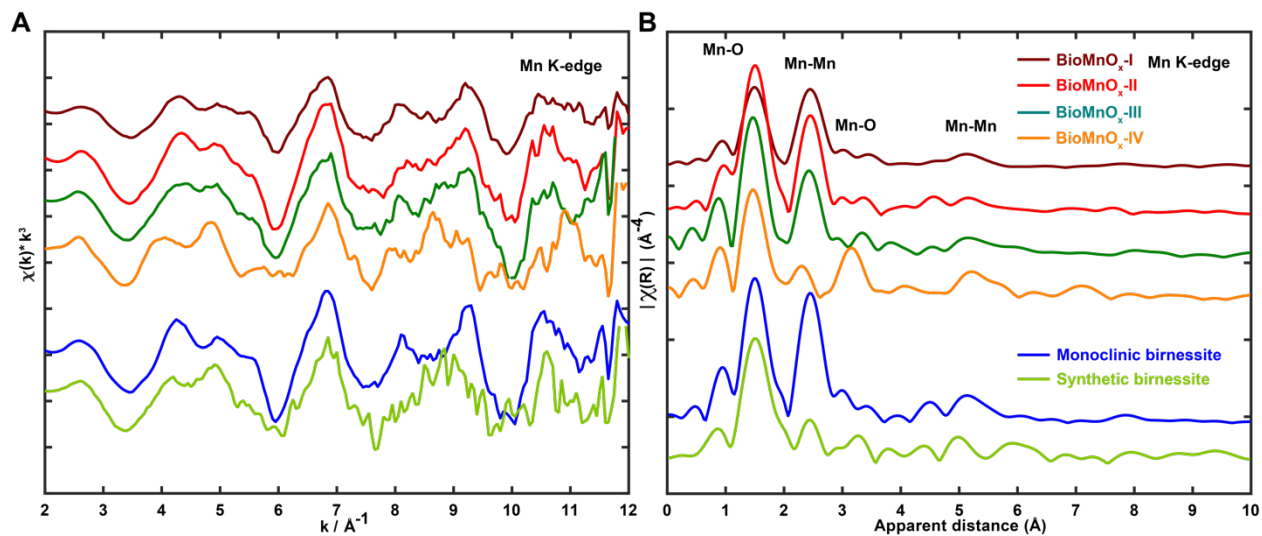 A
Mn K-edge
χ(k)* k³
2 3 4 5 6 7 8 9 10 11 12
k / Å⁻¹
B
Mn-O
Mn-Mn
Mn-O
Mn-Mn
BioMnOₓ-I
BioMnOₓ-II
BioMnOₓ-III
BioMnOₓ-IV
Mn K-edge
Monoclinic birnessite
Synthetic birnessite
| χ(R) | (Å⁻⁴)
0 1 2 3 4 5 6 7 8 9 10
Apparent distance (Å)